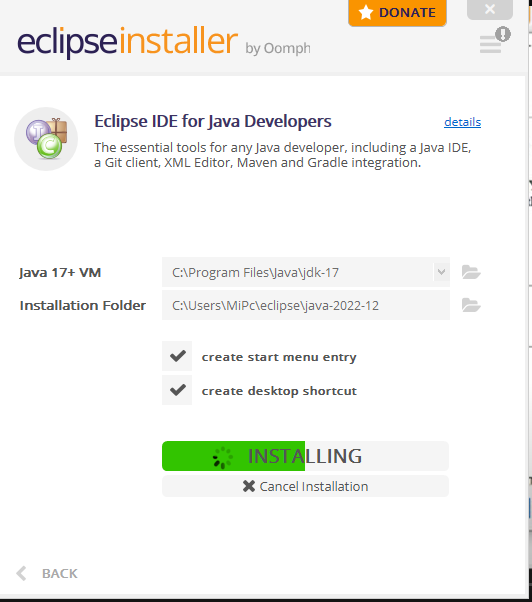 DONATE
eclipseinstaller by Oomph
Eclipse IDE for Java Developers
details
The essential tools for any Java developer, including a Java IDE,
a Git client, XML Editor, Maven and Gradle integration.
Java 17+ VM
C:\Program Files\Java\jdk-17
Installation Folder
C:\Users\MiPc\eclipse\java-2022-12
create start menu entry
create desktop shortcut
INSTALLING
Cancel Installation
BACK